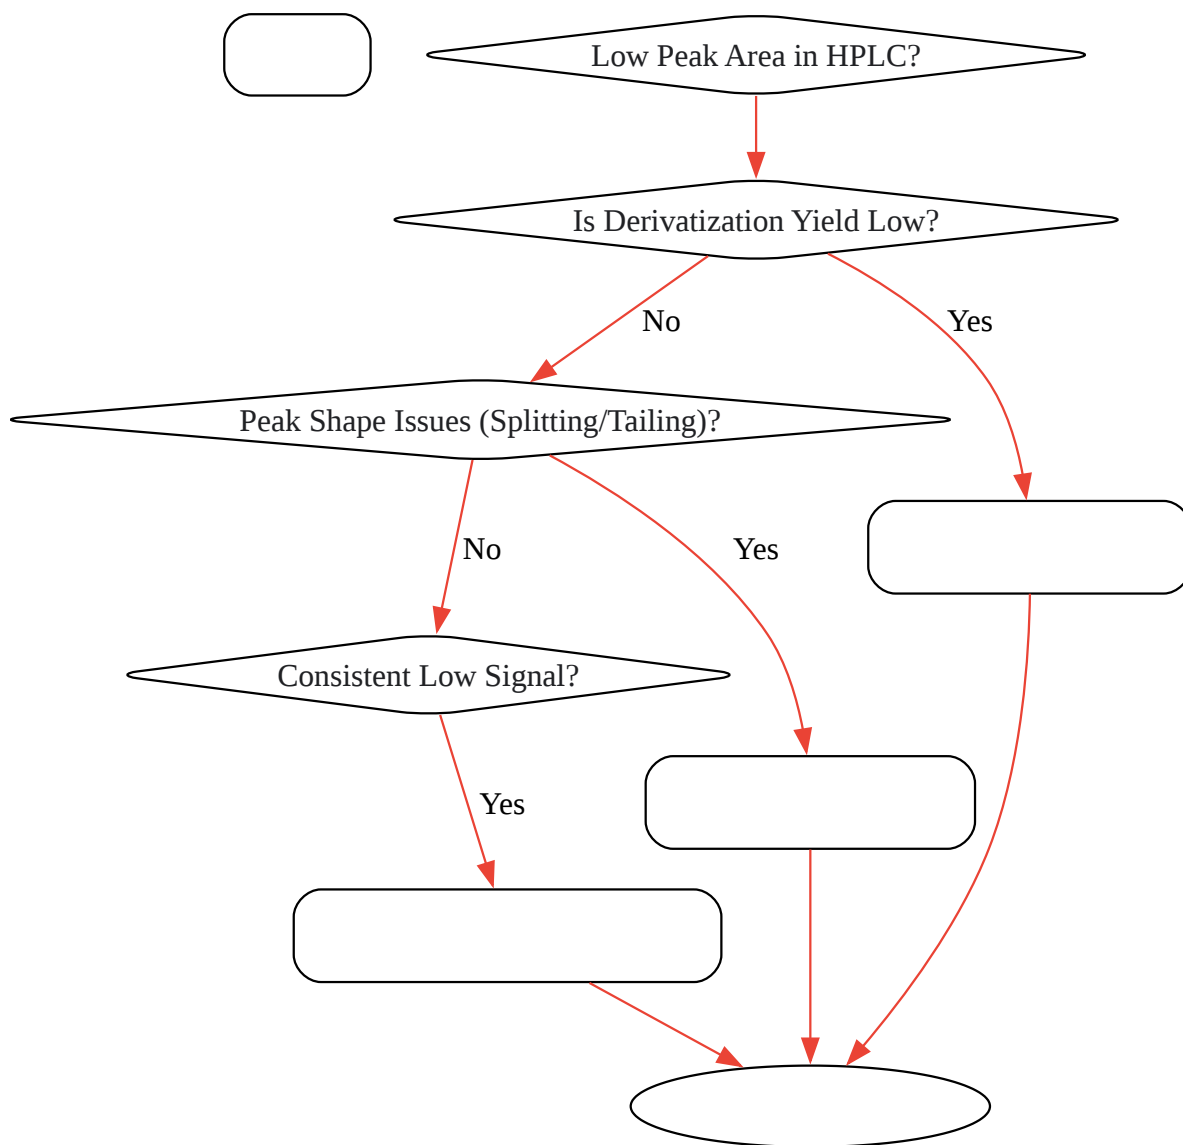 Low Peak Area in HPLC?
Is Derivatization Yield Low?
No
Yes
Peak Shape Issues (Splitting/Tailing)?
No
Yes
Consistent Low Signal?
Yes